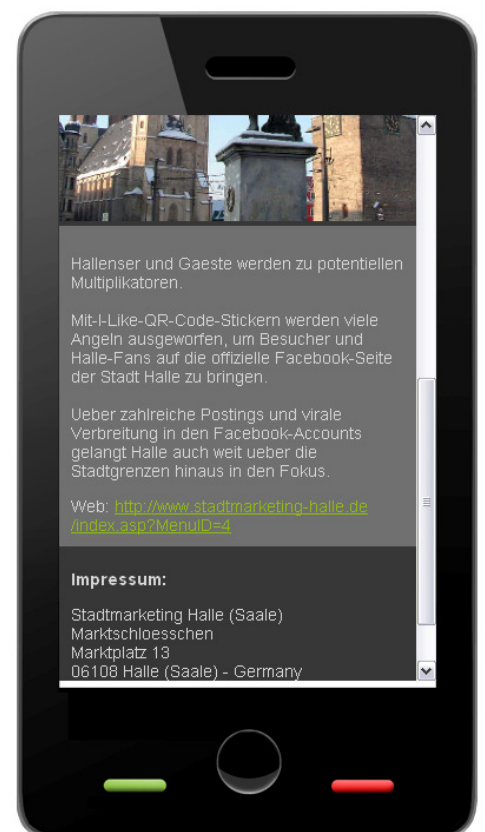 Hallenser und Gaeste werden zu potentiellen
Multiplikatoren.
Mit-I-Like-QR-Code-Stickern werden viele
Angeln ausgeworfen, um Besucher und
Halle-Fans auf die offizielle Facebook-Seite
der Stadt Halle zu bringen.
Ueber zahlreiche Postings und virale
Verbreitung in den Facebook-Accounts
gelangt Halle auch weit ueber die
Stadtgrenzen hinaus in den Fokus.
Web: http://www.stadtmarketing-halle.de
/index.asp?MenuID=4
Impressum:
Stadtmarketing Halle (Saale)
Marktschloesschen
Marktplatz 13
06108 Halle (Saale) - Germany